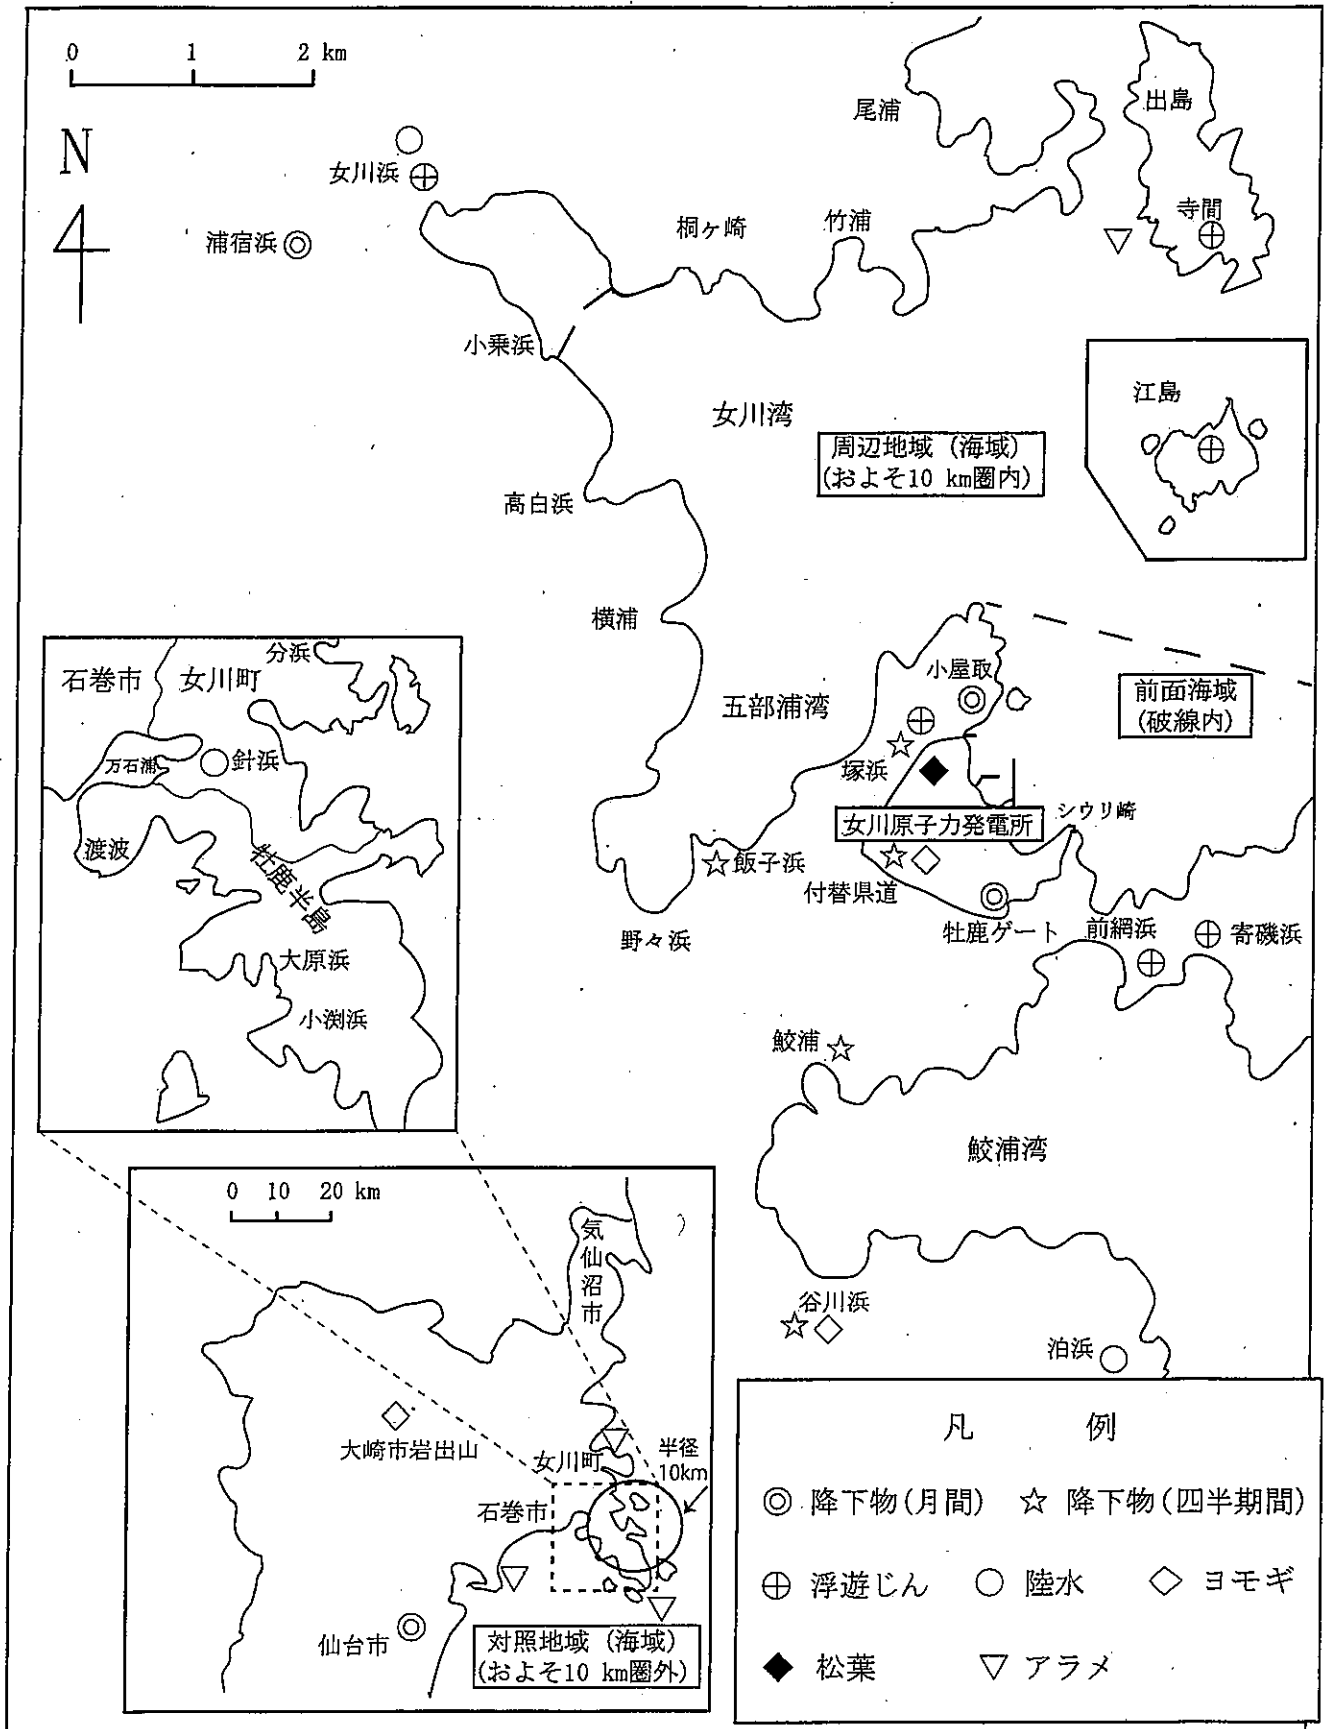 0 1 2 km
N
尾浦
出島
女川浜
浦宿浜
桐ヶ崎
竹浦
寺間
小乗浜
女川湾
江島
周辺地域 (海域)
(およそ10 km圏内)
高白浜
横浦
石巻市
女川町
分浜
万石浦
針浜
渡波
牡鹿半島
大原浜
小渕浜
五部浦湾
小屋取
前面海域
(破線内)
塚浜
女川原子力発電所
シウリ崎
飯子浜
付替県道
野々浜
牡鹿ゲート
前網浜
寄磯浜
鮫浦
鮫浦湾
谷川浜
泊浜
0 10 20 km
気仙沼市
大崎市岩出山
女川町
半径
10km
石巻市
仙台市
対照地域 (海域)
(およそ10 km圏外)
凡 例
降下物(月間) 降下物(四半期間)
浮遊じん 陸水 ヨモギ
松葉 アラメ